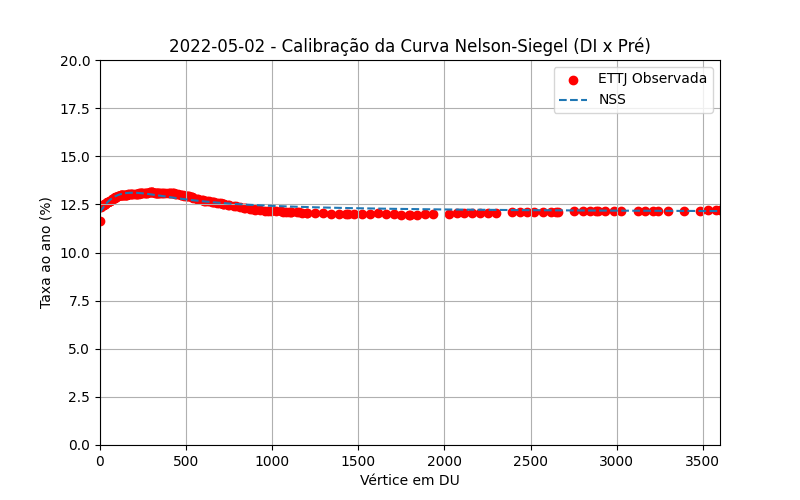 2022-05-02 - Calibração da Curva Nelson-Siegel (DI x Pré)
20.0
17.5
15.0
12.5
10.0
7.5
5.0
2.5
0.0
Taxa ao ano (%)
ETTJ Observada
NSS
0 500 1000 1500 2000 2500 3000 3500
Vértice em DU